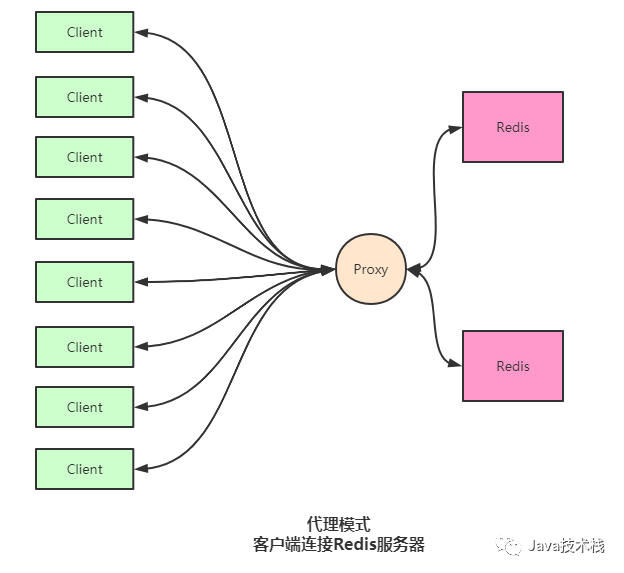 Client
Client
Client
Client
Client
Client
Client
Client
Proxy
Redis
Redis
代理模式
客户端连接Redis服务器
Java技术栈